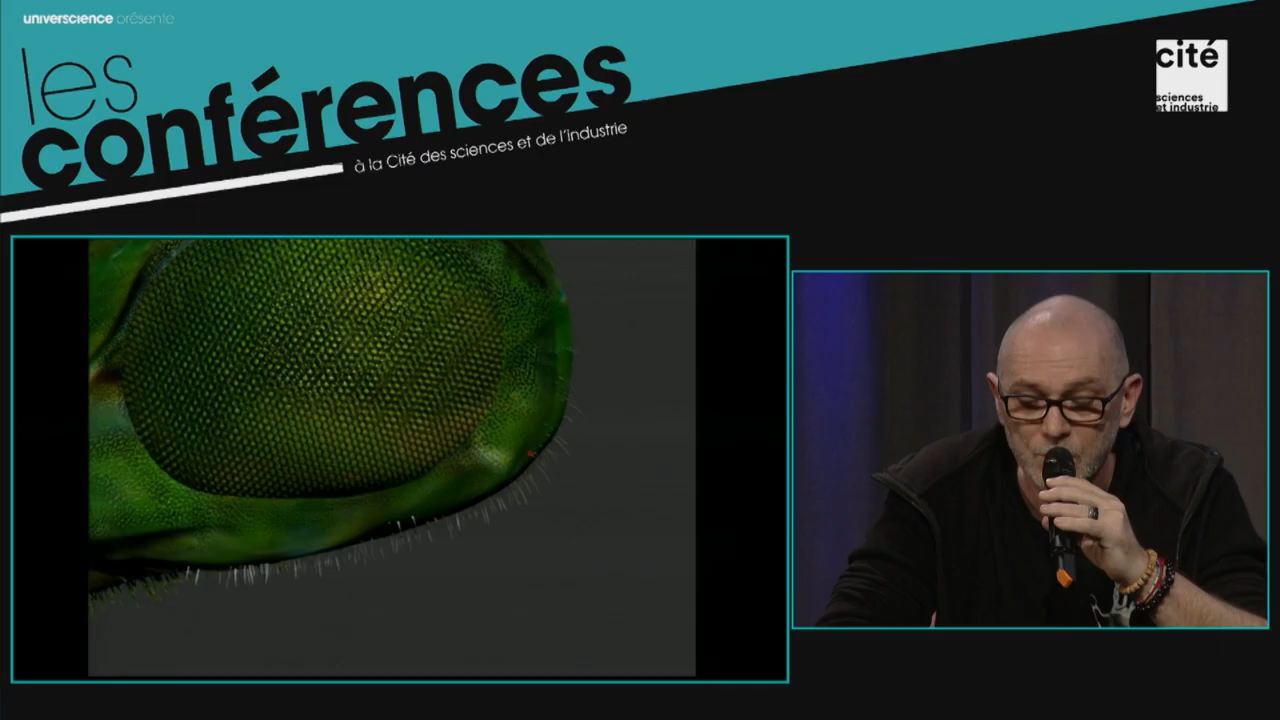 universcience présente
les
conférences
à la Cité des sciences et de l'industrie
cité
sciences
et industrie